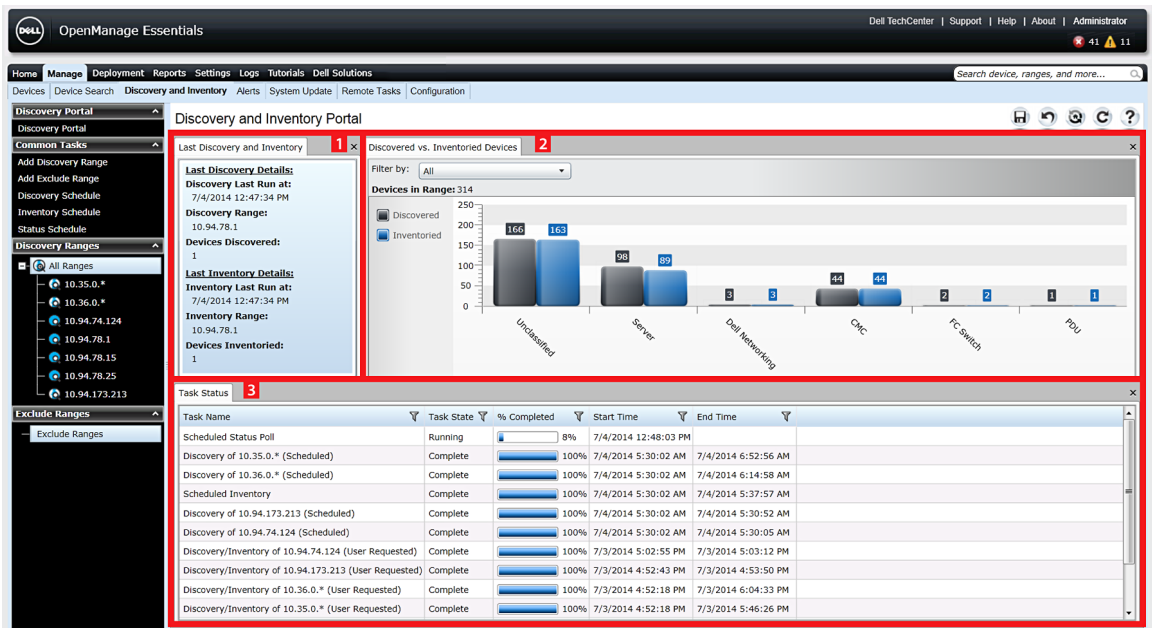 DELL
OpenManage Essentials
Dell TechCenter | Support | Help | About | Administrator
41 11
Home Manage Deployment Reports Settings Logs Tutorials Dell Solutions
Search device, ranges, and more...
Devices Device Search Discovery and Inventory Alerts System Update Remote Tasks Configuration
Discovery Portal
Discovery Portal
Common Tasks
Add Discovery Range
Add Exclude Range
Discovery Schedule
Inventory Schedule
Status Schedule
Discovery Ranges
All Ranges
10.35.0.*
10.36.0.*
10.94.74.124
10.94.78.1
10.94.78.15
10.94.78.25
10.94.173.213
Exclude Ranges
Exclude Ranges
Discovery and Inventory Portal
?
Last Discovery and Inventory 1 ×
Last Discovery Details:
Discovery Last Run at:
7/4/2014 12:47:34 PM
Discovery Range:
10.94.78.1
Devices Discovered:
1
Last Inventory Details:
Inventory Last Run at:
7/4/2014 12:47:34 PM
Inventory Range:
10.94.78.1
Devices Inventoried:
1
Discovered vs. Inventoried Devices 2 ×
Filter by: All
Devices in Range: 314
Discovered
Inventoried
250
200
150
100
50
0
166 163
98 89
3 3
44 44
2 2
1 1
Unclassified
Server
Dell Networking
CMC
FC Switch
PDU
Task Status 3 ×
Task Name Task State % Completed Start Time End Time
Scheduled Status Poll Running 8% 7/4/2014 12:48:03 PM
Discovery of 10.35.0.* (Scheduled) Complete 100% 7/4/2014 5:30:02 AM 7/4/2014 6:52:56 AM
Discovery of 10.36.0.* (Scheduled) Complete 100% 7/4/2014 5:30:02 AM 7/4/2014 6:14:58 AM
Scheduled Inventory Complete 100% 7/4/2014 5:30:02 AM 7/4/2014 5:37:57 AM
Discovery of 10.94.173.213 (Scheduled) Complete 100% 7/4/2014 5:30:02 AM 7/4/2014 5:30:52 AM
Discovery of 10.94.74.124 (Scheduled) Complete 100% 7/4/2014 5:30:02 AM 7/4/2014 5:30:05 AM
Discovery/Inventory of 10.94.74.124 (User Requested) Complete 100% 7/3/2014 5:02:55 PM 7/3/2014 5:03:12 PM
Discovery/Inventory of 10.94.173.213 (User Requested) Complete 100% 7/3/2014 4:52:43 PM 7/3/2014 4:53:50 PM
Discovery/Inventory of 10.36.0.* (User Requested) Complete 100% 7/3/2014 4:52:18 PM 7/3/2014 6:04:33 PM
Discovery/Inventory of 10.35.0.* (User Requested) Complete 100% 7/3/2014 4:52:18 PM 7/3/2014 5:46:26 PM